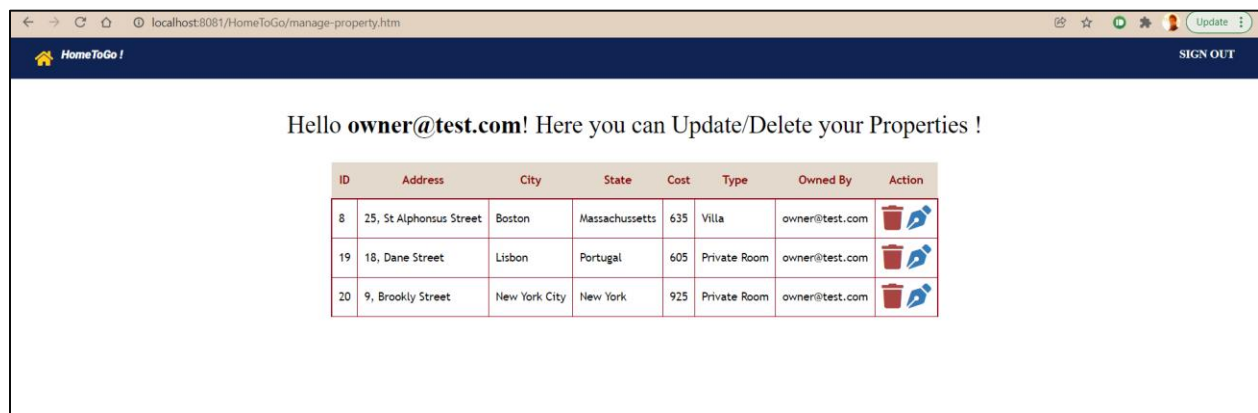 localhost:8081/HomeToGo/manage-property.htm
Update
HomeToGo !
SIGN OUT
Hello owner@test.com! Here you can Update/Delete your Properties !
ID Address City State Cost Type Owned By Action
8 25, St Alphonsus Street Boston Massachussetts 635 Villa owner@test.com
19 18, Dane Street Lisbon Portugal 605 Private Room owner@test.com
20 9, Brookly Street New York City New York 925 Private Room owner@test.com